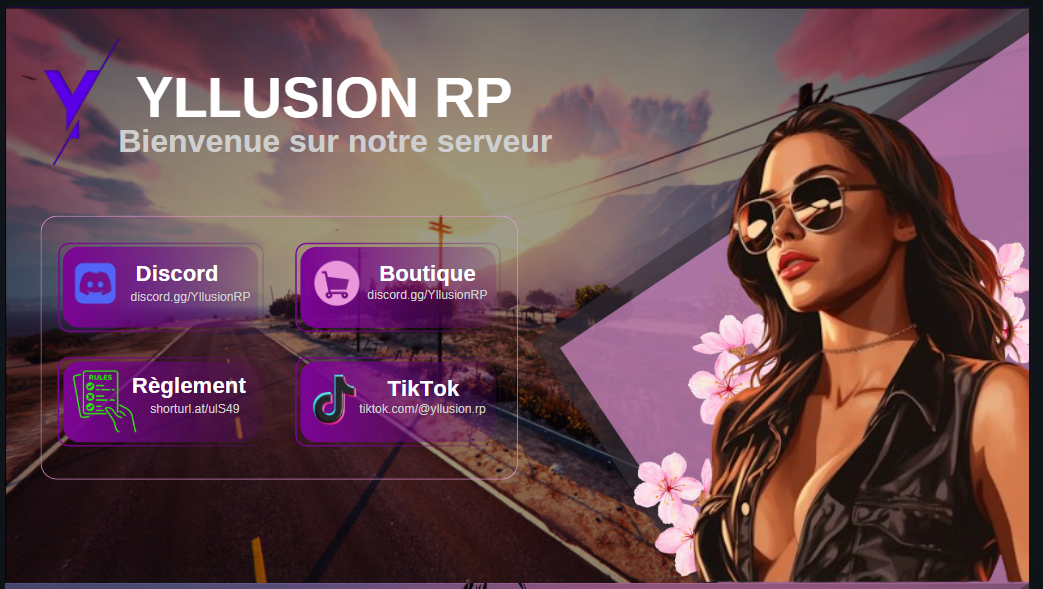 Y
YLLUSION RP
Bienvenue sur notre serveur
Discord
discord.gg/YllusionRP
Boutique
discord.gg/YllusionRP
RULES
Règlement
shorturl.at/ulS49
TikTok
tiktok.com/@yllusion.rp